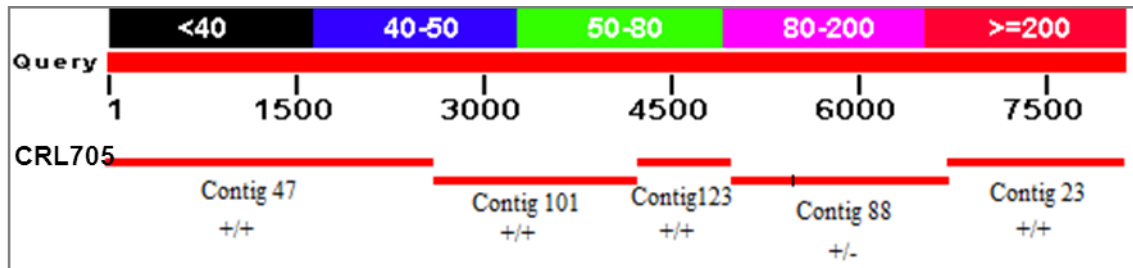 <40 40-50 50-80 80-200 >=200
Query
1 1500 3000 4500 6000 7500
CRL705
Contig 47 Contig 101 Contig123 Contig 88 Contig 23
+/+ +/+ +/+ +/- +/+